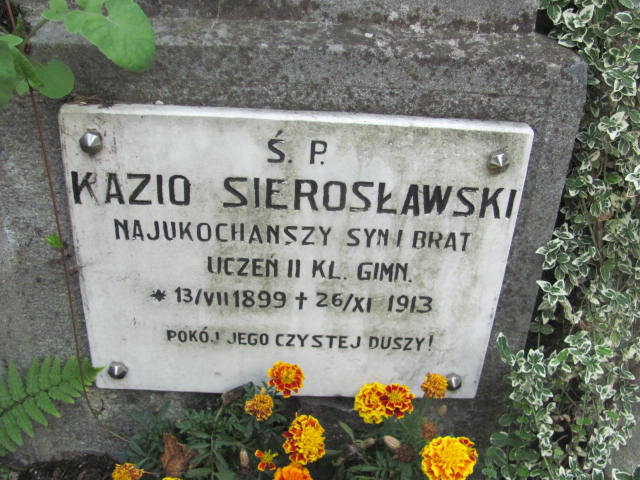 Ś. P.
KAZIO SIEROSŁAWSKI
NAJUKOCHANSZY SYN I BRAT
UCZEŃ II KL. GIMN.
* 13/VII 1899 ✝ 26/XI 1913
POKÓJ JEGO CZYSTEJ DUSZY!